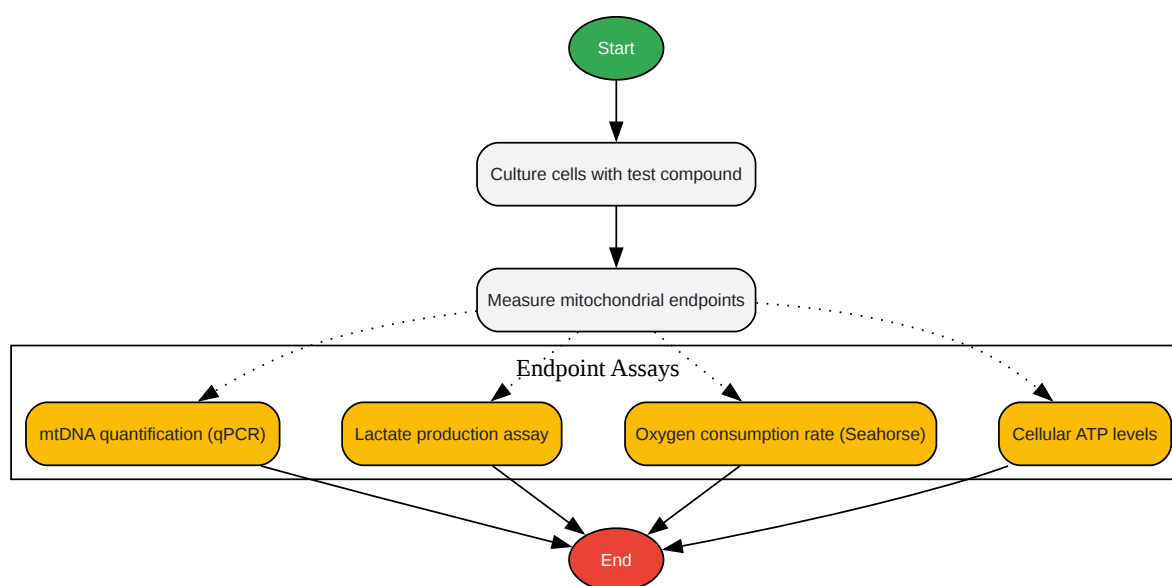 Start
Culture cells with test compound
Measure mitochondrial endpoints
Endpoint Assays
mtDNA quantification (qPCR)
Lactate production assay
Oxygen consumption rate (Seahorse)
Cellular ATP levels
End